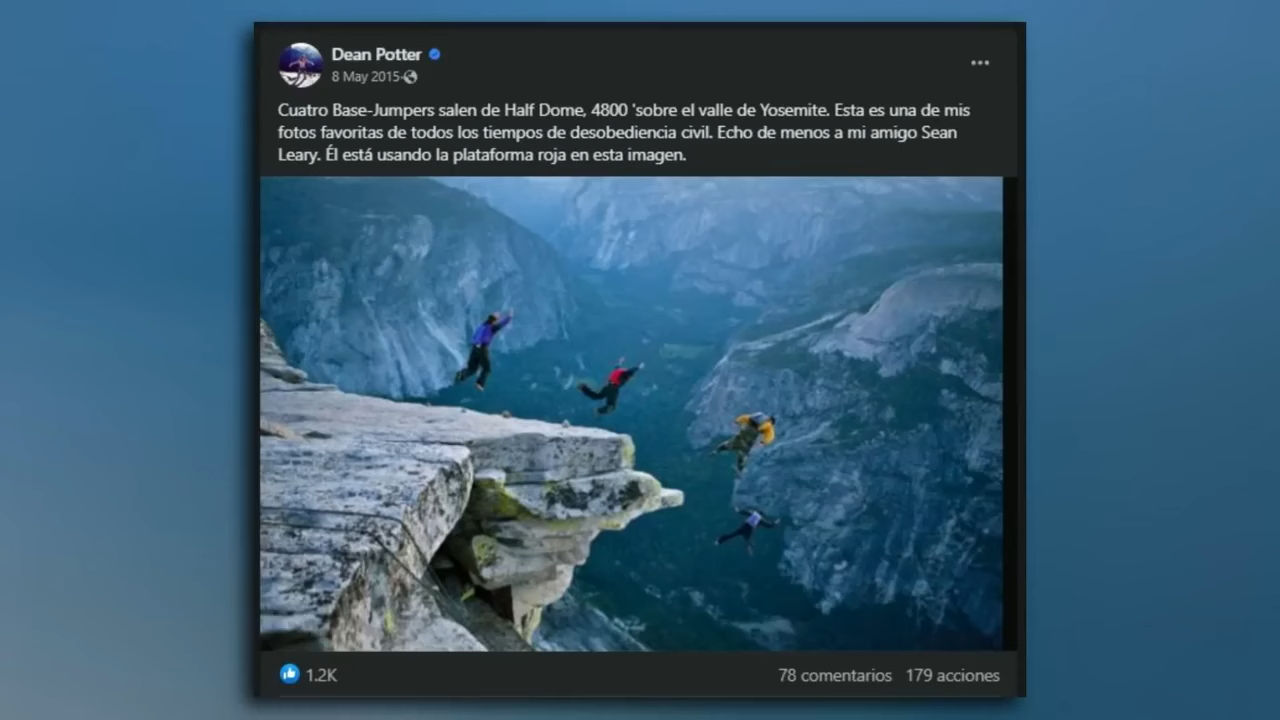 Dean Potter
8 May 2015
Cuatro Base-Jumpers salen de Half Dome, 4800 'sobre el valle de Yosemite. Esta es una de mis
fotos favoritas de todos los tiempos de desobediencia civil. Echo de menos a mi amigo Sean
Leary. Él está usando la plataforma roja en esta imagen.
1.2K
78 comentarios 179 acciones